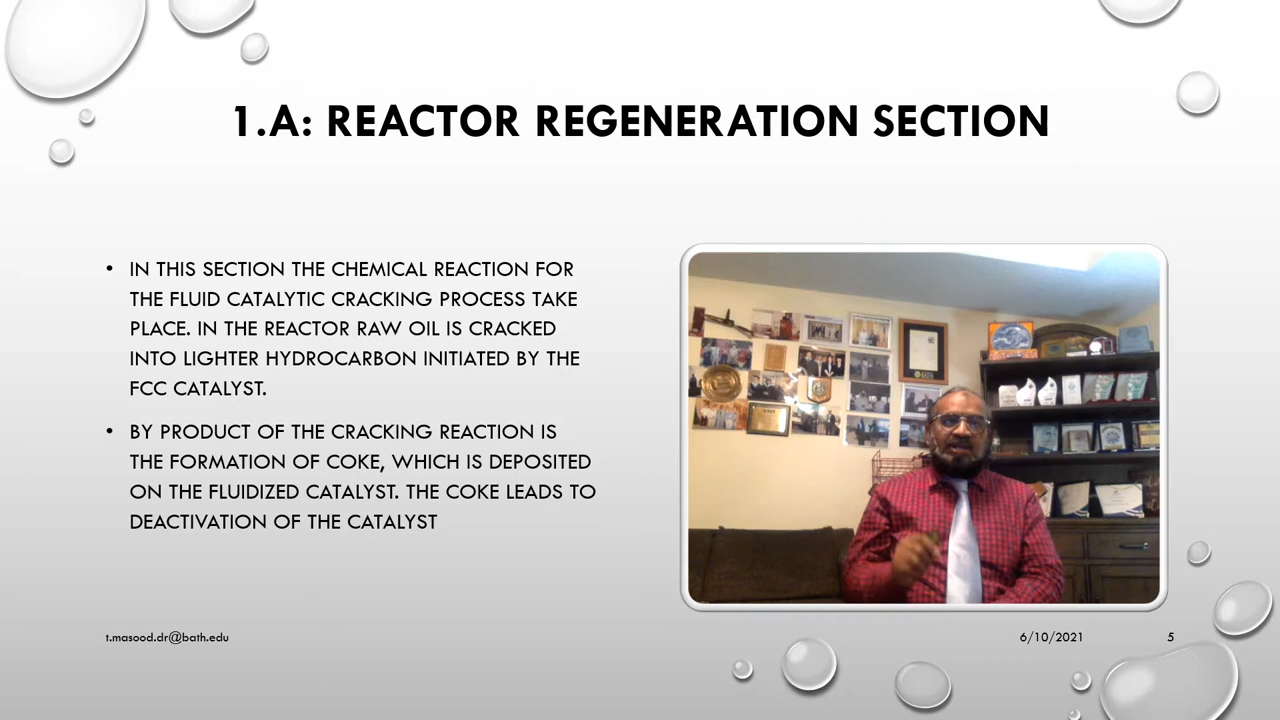 1.A: REACTOR REGENERATION SECTION
• IN THIS SECTION THE CHEMICAL REACTION FOR
THE FLUID CATALYTIC CRACKING PROCESS TAKE
PLACE. IN THE REACTOR RAW OIL IS CRACKED
INTO LIGHTER HYDROCARBON INITIATED BY THE
FCC CATALYST.
• BY PRODUCT OF THE CRACKING REACTION IS
THE FORMATION OF COKE, WHICH IS DEPOSITED
ON THE FLUIDIZED CATALYST. THE COKE LEADS TO
DEACTIVATION OF THE CATALYST
t.masood.dr@bath.edu
6/10/2021
5